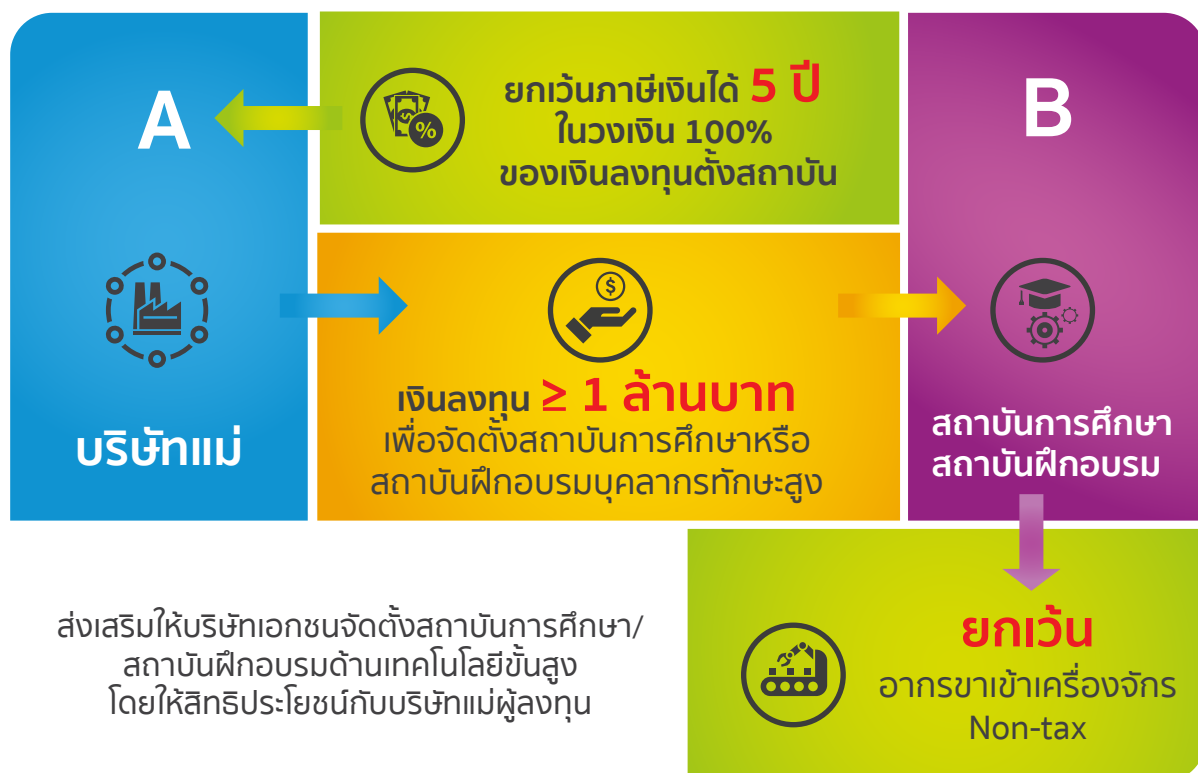 A
ยกเว้นภาษีเงินได้ 5 ปี
ในวงเงิน 100%
ของเงินลงทุนตั้งสถาบัน
%
B
$
บริษัทแม่
เงินลงทุน ≥ 1 ล้านบาท
เพื่อจัดตั้งสถาบันการศึกษาหรือ
สถาบันฝึกอบรมบุคลากรทักษะสูง
สถาบันการศึกษา
สถาบันฝึกอบรม
ส่งเสริมให้บริษัทเอกชนจัดตั้งสถาบันการศึกษา/
สถาบันฝึกอบรมด้านเทคโนโลยีขั้นสูง
โดยให้สิทธิประโยชน์กับบริษัทแม่ผู้ลงทุน
ยกเว้น
อากรขาเข้าเครื่องจักร
Non-tax